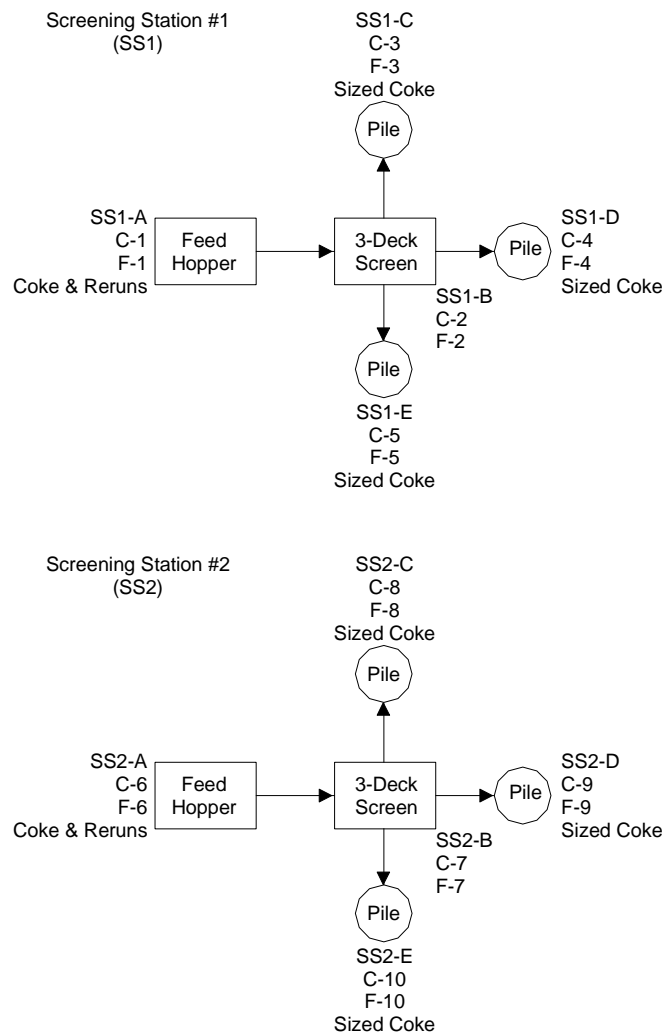 Screening Station #1
(SS1)
SS1-C
C-3
F-3
Sized Coke
Pile
SS1-A
C-1
F-1
Coke & Reruns
Feed
Hopper
3-Deck
Screen
SS1-B
C-2
F-2
Pile
SS1-D
C-4
F-4
Sized Coke
Pile
SS1-E
C-5
F-5
Sized Coke
Screening Station #2
(SS2)
SS2-C
C-8
F-8
Sized Coke
Pile
SS2-A
C-6
F-6
Coke & Reruns
Feed
Hopper
3-Deck
Screen
SS2-B
C-7
F-7
Pile
SS2-D
C-9
F-9
Sized Coke
Pile
SS2-E
C-10
F-10
Sized Coke